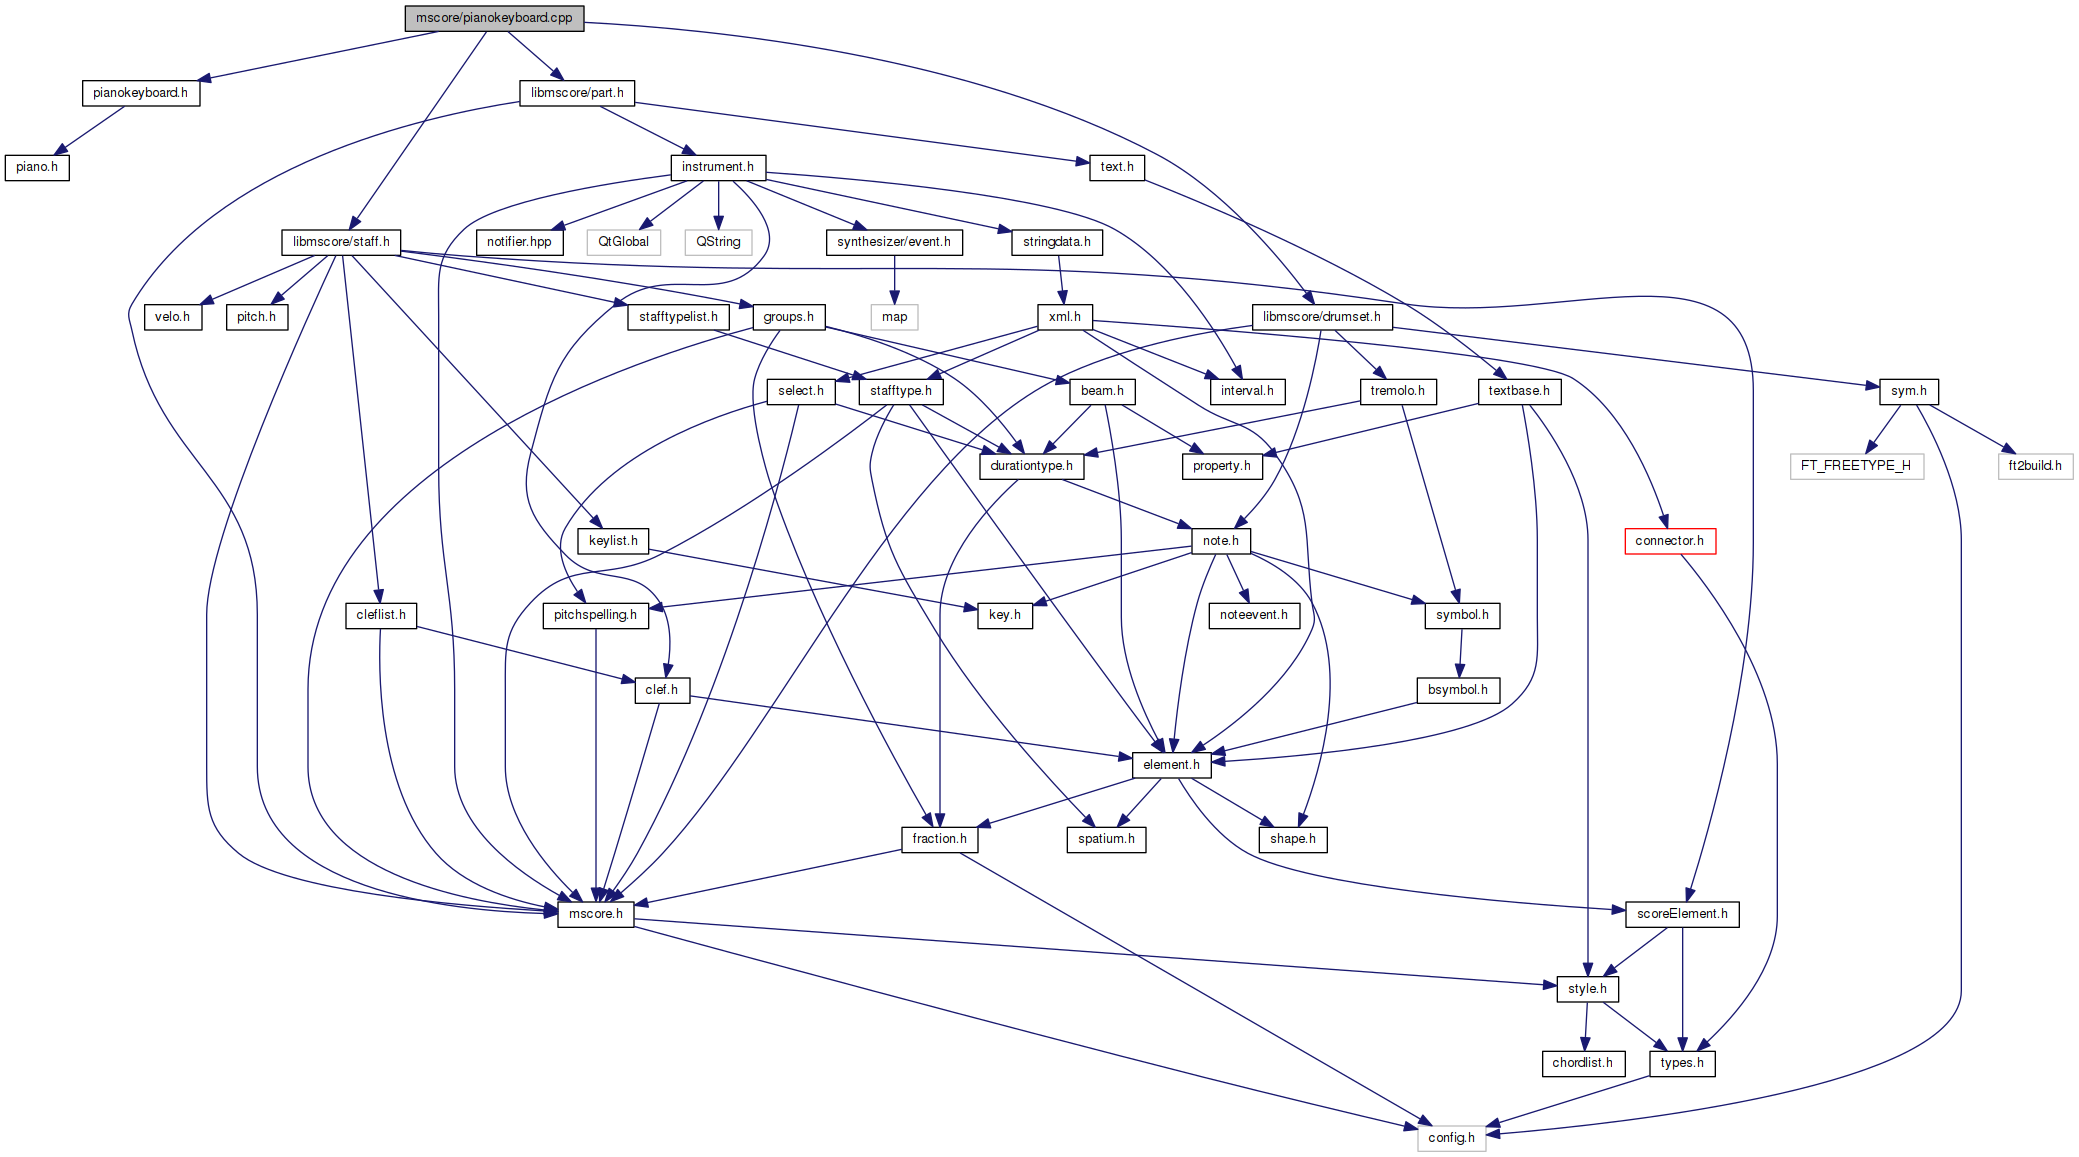 mscore/pianokeyboard.cpp
pianokeyboard.h
libmscore/part.h
piano.h
instrument.h
text.h
libmscore/staff.h
notifier.hpp
QtGlobal
QString
synthesizer/event.h
stringdata.h
velo.h
pitch.h
stafftypelist.h
groups.h
map
xml.h
libmscore/drumset.h
select.h
stafftype.h
beam.h
interval.h
tremolo.h
textbase.h
sym.h
durationtype.h
property.h
FT_FREETYPE_H
ft2build.h
keylist.h
note.h
connector.h
cleflist.h
pitchspelling.h
key.h
noteevent.h
symbol.h
clef.h
bsymbol.h
element.h
fraction.h
spatium.h
shape.h
mscore.h
scoreElement.h
style.h
chordlist.h
types.h
config.h